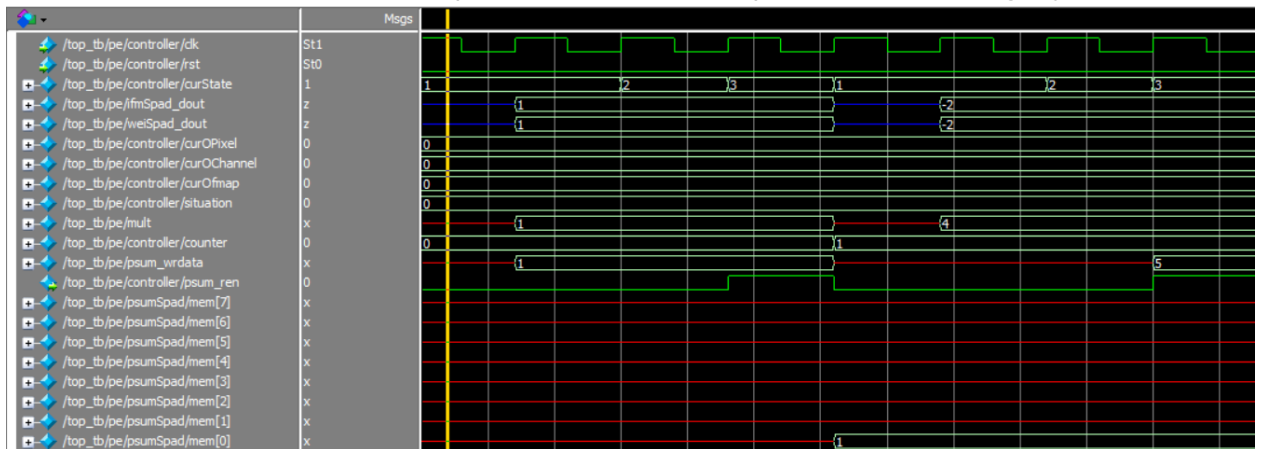 Msgs
/top_tb/pe/controller/clk St1
/top_tb/pe/controller/rst St0
/top_tb/pe/controller/curState 1 1 2 3 1 2 3
/top_tb/pe/ifmSpad_dout z 1 -2
/top_tb/pe/weiSpad_dout z 1 -2
/top_tb/pe/controller/curOPixel 0 0
/top_tb/pe/controller/curOChannel 0 0
/top_tb/pe/controller/curOfmap 0 0
/top_tb/pe/controller/situation 0 0
/top_tb/pe/mult x 1 4
/top_tb/pe/controller/counter 0 0 1
/top_tb/pe/psum_wrdata x 1 5
/top_tb/pe/controller/psum_ren 0
/top_tb/pe/psumSpad/mem[7] x
/top_tb/pe/psumSpad/mem[6] x
/top_tb/pe/psumSpad/mem[5] x
/top_tb/pe/psumSpad/mem[4] x
/top_tb/pe/psumSpad/mem[3] x
/top_tb/pe/psumSpad/mem[2] x
/top_tb/pe/psumSpad/mem[1] x
/top_tb/pe/psumSpad/mem[0] x 1